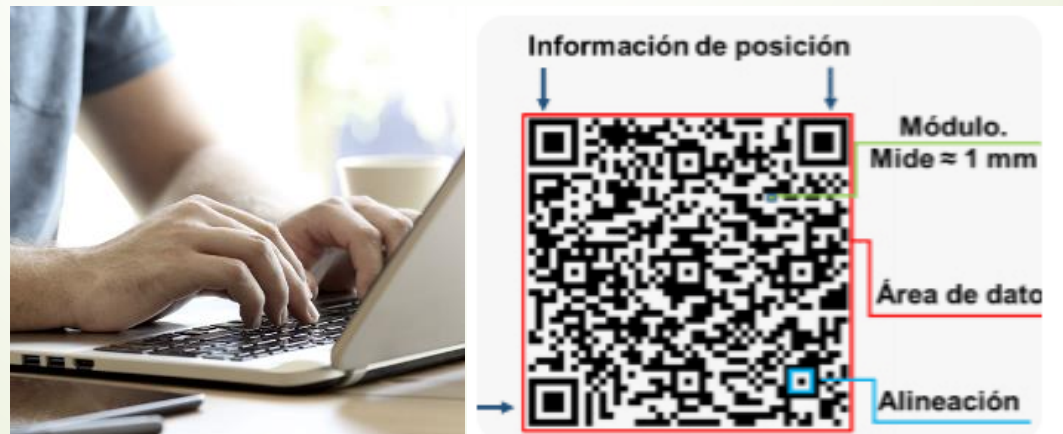 Información de posición
Módulo.
Mide ≈ 1 mm
Área de dato
Alineación